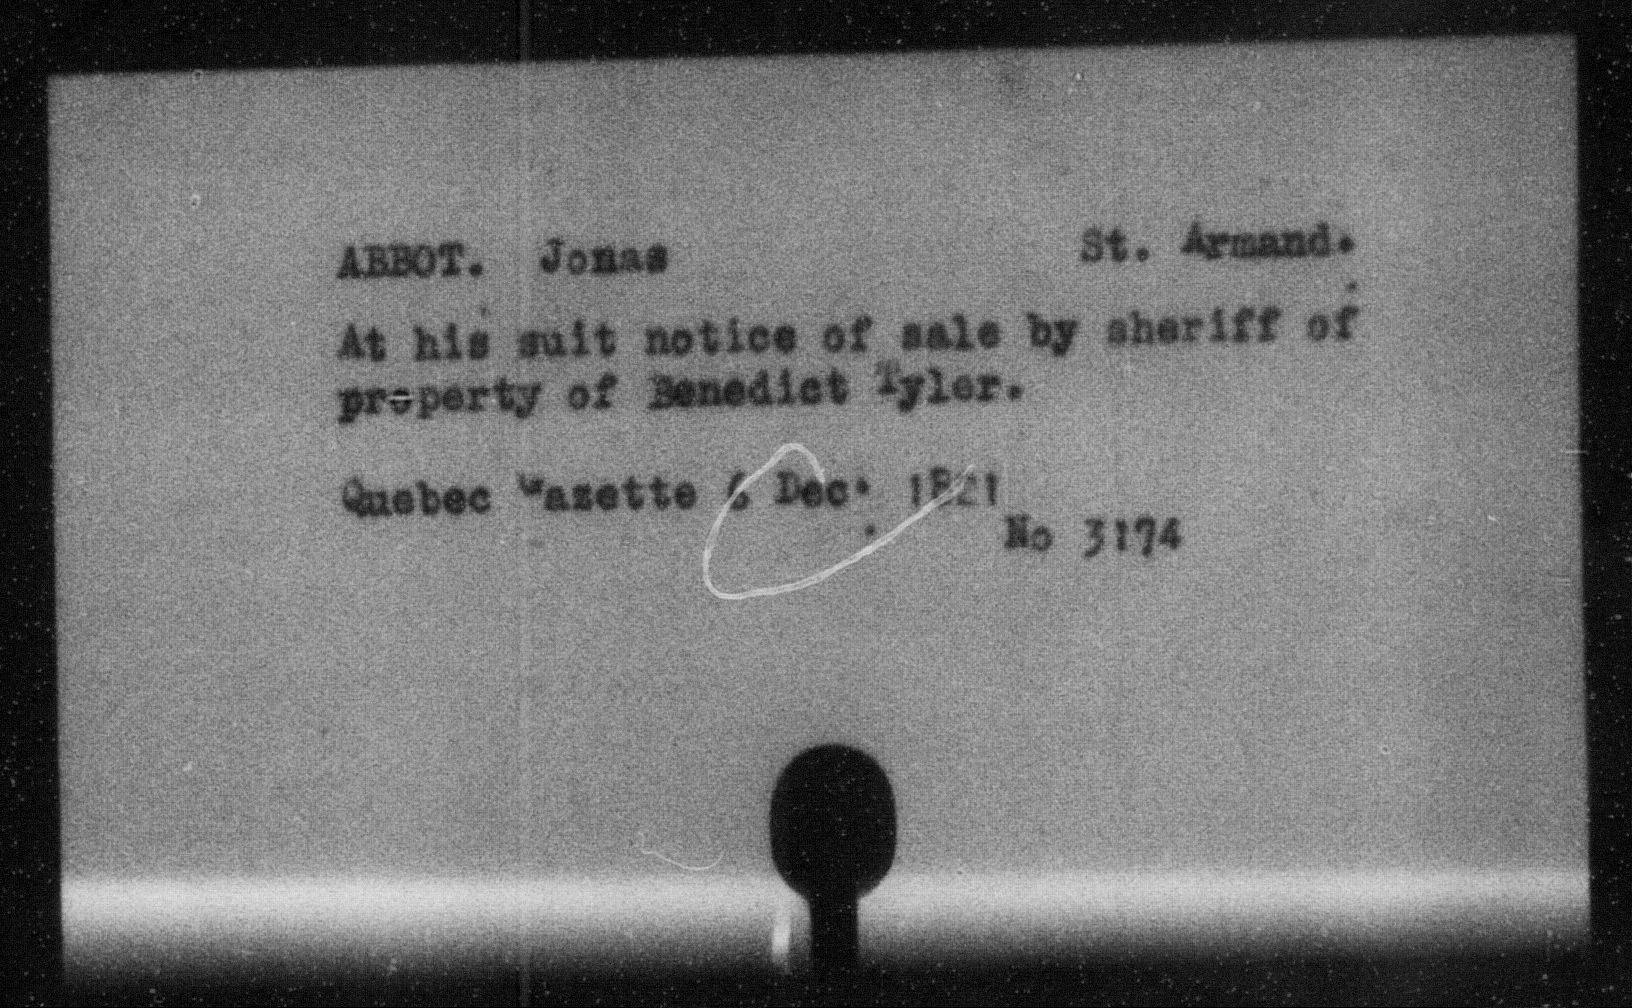 ABBOT. Jonas St. Armand.
At his suit notice of sale by sheriff of
property of Benedict Tyler.
Quebec Gazette 6 Dec. 1821
No 3174